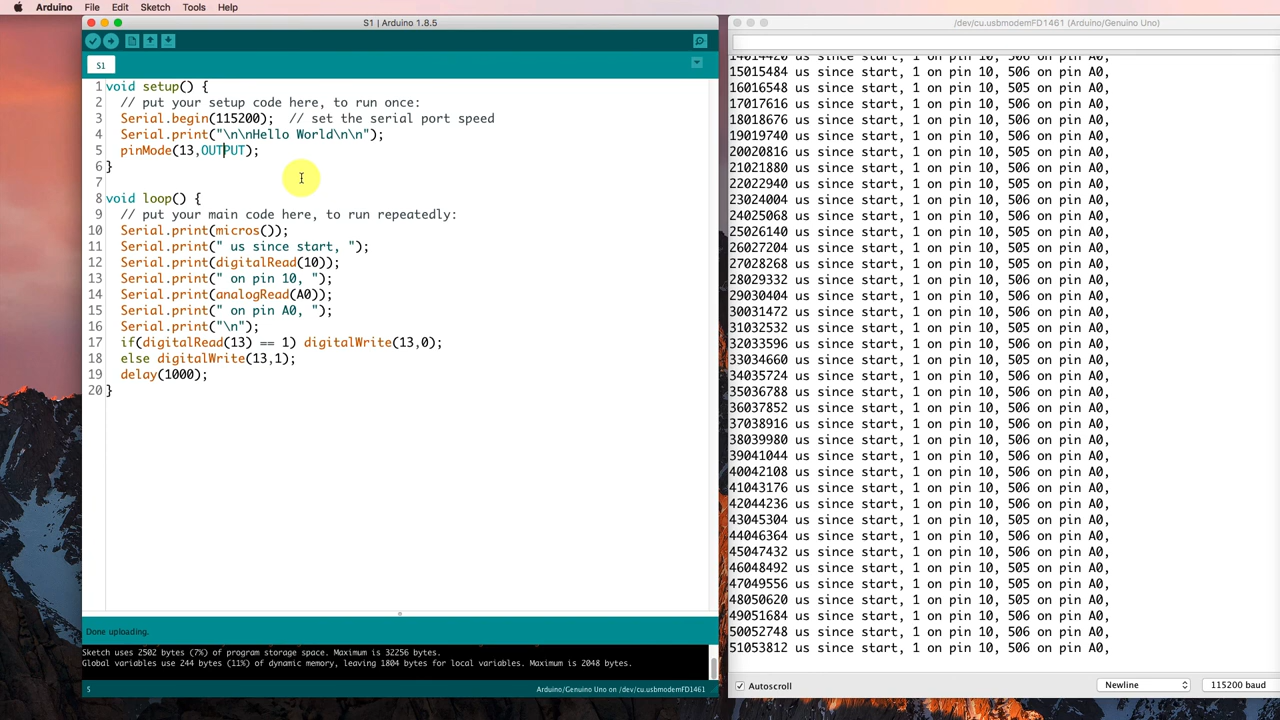 Arduino File Edit Sketch Tools Help
S1 | Arduino 1.8.5
S1
1 void setup() {
2 // put your setup code here, to run once:
3 Serial.begin(115200); // set the serial port speed
4 Serial.print("\n\nHello World\n\n");
5 pinMode(13,OUTPUT);
6 }
7
8 void loop() {
9 // put your main code here, to run repeatedly:
10 Serial.print(micros());
11 Serial.print(" us since start, ");
12 Serial.print(digitalRead(10));
13 Serial.print(" on pin 10, ");
14 Serial.print(analogRead(A0));
15 Serial.print(" on pin A0, ");
16 Serial.print("\n");
17 if(digitalRead(13) == 1) digitalWrite(13,0);
18 else digitalWrite(13,1);
19 delay(1000);
20 }
Done uploading.
Sketch uses 2502 bytes (7%) of program storage space. Maximum is 32256 bytes.
Global variables use 244 bytes (11%) of dynamic memory, leaving 1804 bytes for local variables. Maximum is 2048 bytes.
5
Arduino/Genuino Uno on /dev/cu.usbmodemFD1461
/dev/cu.usbmodemFD1461 (Arduino/Genuino Uno)
14014420 us since start, 1 on pin 10, 506 on pin A0,
15015484 us since start, 1 on pin 10, 506 on pin A0,
16016548 us since start, 1 on pin 10, 506 on pin A0,
17017616 us since start, 1 on pin 10, 506 on pin A0,
18018676 us since start, 1 on pin 10, 506 on pin A0,
19019740 us since start, 1 on pin 10, 506 on pin A0,
20020816 us since start, 1 on pin 10, 505 on pin A0,
21021880 us since start, 1 on pin 10, 506 on pin A0,
22022940 us since start, 1 on pin 10, 505 on pin A0,
23024004 us since start, 1 on pin 10, 506 on pin A0,
24025068 us since start, 1 on pin 10, 506 on pin A0,
25026140 us since start, 1 on pin 10, 505 on pin A0,
26027204 us since start, 1 on pin 10, 505 on pin A0,
27028268 us since start, 1 on pin 10, 506 on pin A0,
28029332 us since start, 1 on pin 10, 506 on pin A0,
29030404 us since start, 1 on pin 10, 506 on pin A0,
30031472 us since start, 1 on pin 10, 506 on pin A0,
31032532 us since start, 1 on pin 10, 505 on pin A0,
32033596 us since start, 1 on pin 10, 506 on pin A0,
33034660 us since start, 1 on pin 10, 505 on pin A0,
34035724 us since start, 1 on pin 10, 506 on pin A0,
35036788 us since start, 1 on pin 10, 506 on pin A0,
36037852 us since start, 1 on pin 10, 506 on pin A0,
37038916 us since start, 1 on pin 10, 506 on pin A0,
38039980 us since start, 1 on pin 10, 506 on pin A0,
39041044 us since start, 1 on pin 10, 506 on pin A0,
40042108 us since start, 1 on pin 10, 506 on pin A0,
41043176 us since start, 1 on pin 10, 505 on pin A0,
42044236 us since start, 1 on pin 10, 506 on pin A0,
43045304 us since start, 1 on pin 10, 505 on pin A0,
44046364 us since start, 1 on pin 10, 506 on pin A0,
45047432 us since start, 1 on pin 10, 506 on pin A0,
46048492 us since start, 1 on pin 10, 505 on pin A0,
47049556 us since start, 1 on pin 10, 505 on pin A0,
48050620 us since start, 1 on pin 10, 505 on pin A0,
49051684 us since start, 1 on pin 10, 506 on pin A0,
50052748 us since start, 1 on pin 10, 506 on pin A0,
51053812 us since start, 1 on pin 10, 505 on pin A0,
Autoscroll Newline 115200 baud